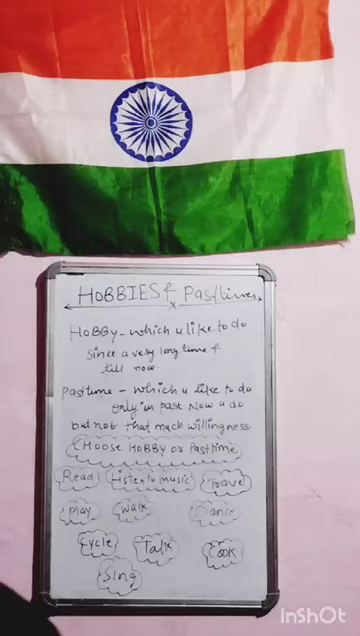 HOBBIES & Pastimes
x
HOBBY - which u like to do
since a very long time &
till now
Pastime - which u like to do
only in past Now u do
but not that much willingness
CHOOSE HOBBY or Pasttime
Read Listen to music Travel
Play Walk Dance
Cycle Talk Cook
Sing
InShOt